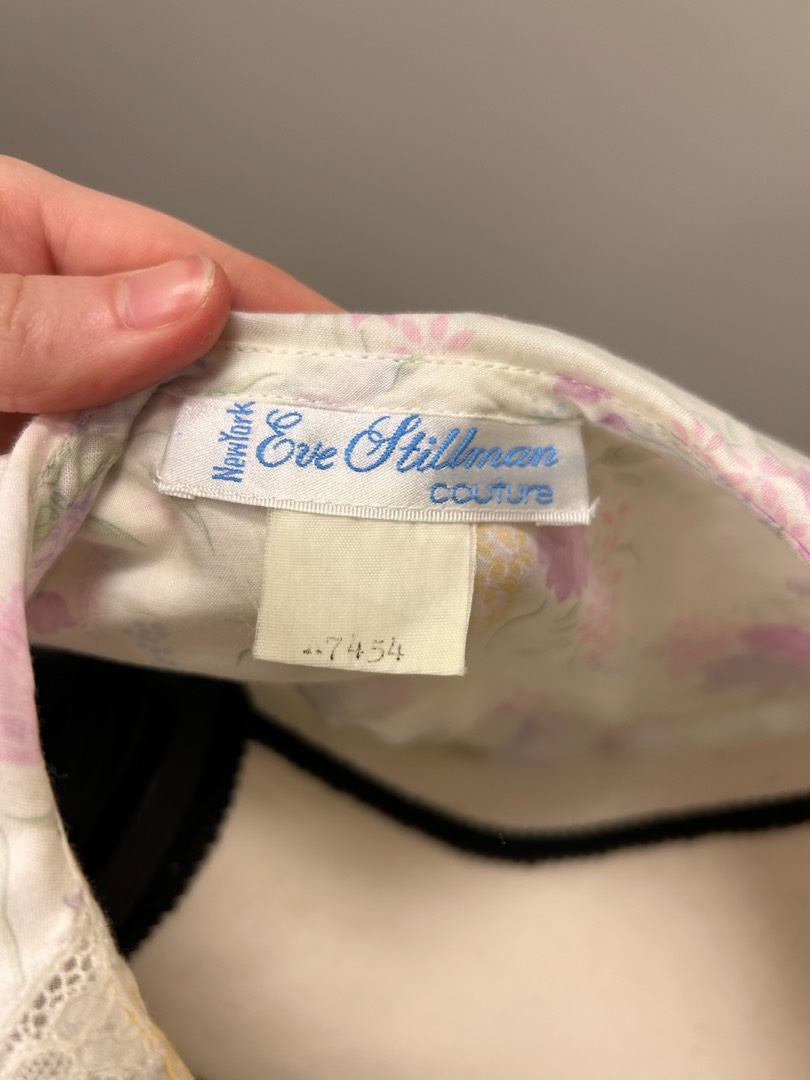 New York
Eve Stillman
couture
7454